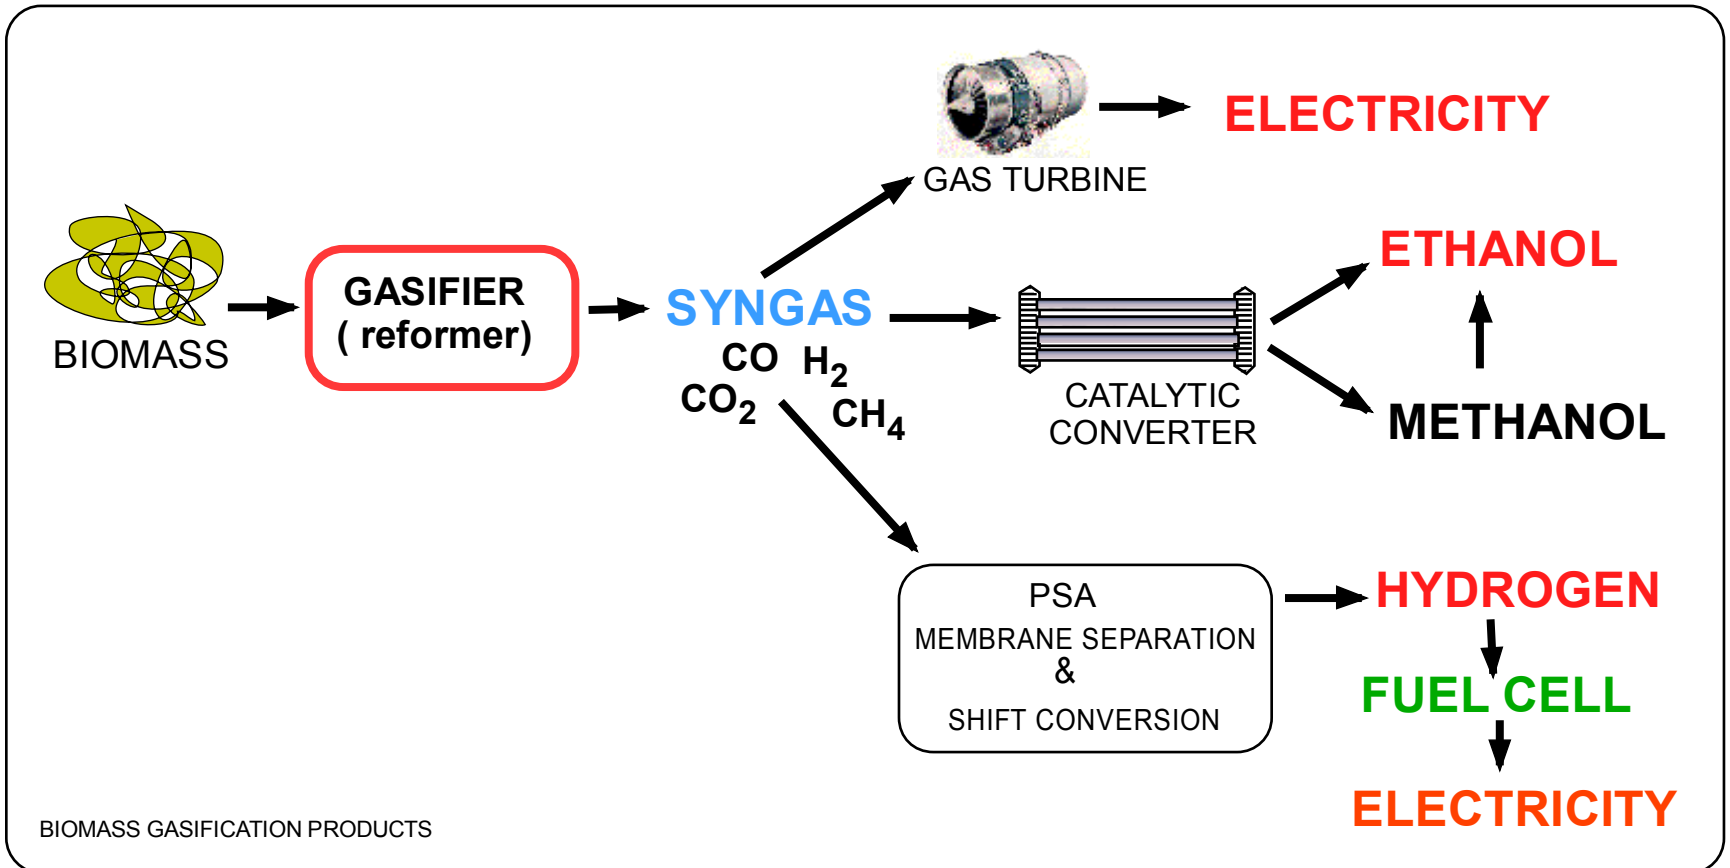 ELECTRICITY
GAS TURBINE
BIOMASS
GASIFIER
( reformer)
SYNGAS
CO H2
CO2 CH4
CATALYTIC
CONVERTER
ETHANOL
METHANOL
PSA
MEMBRANE SEPARATION
&
SHIFT CONVERSION
HYDROGEN
FUEL CELL
ELECTRICITY
BIOMASS GASIFICATION PRODUCTS